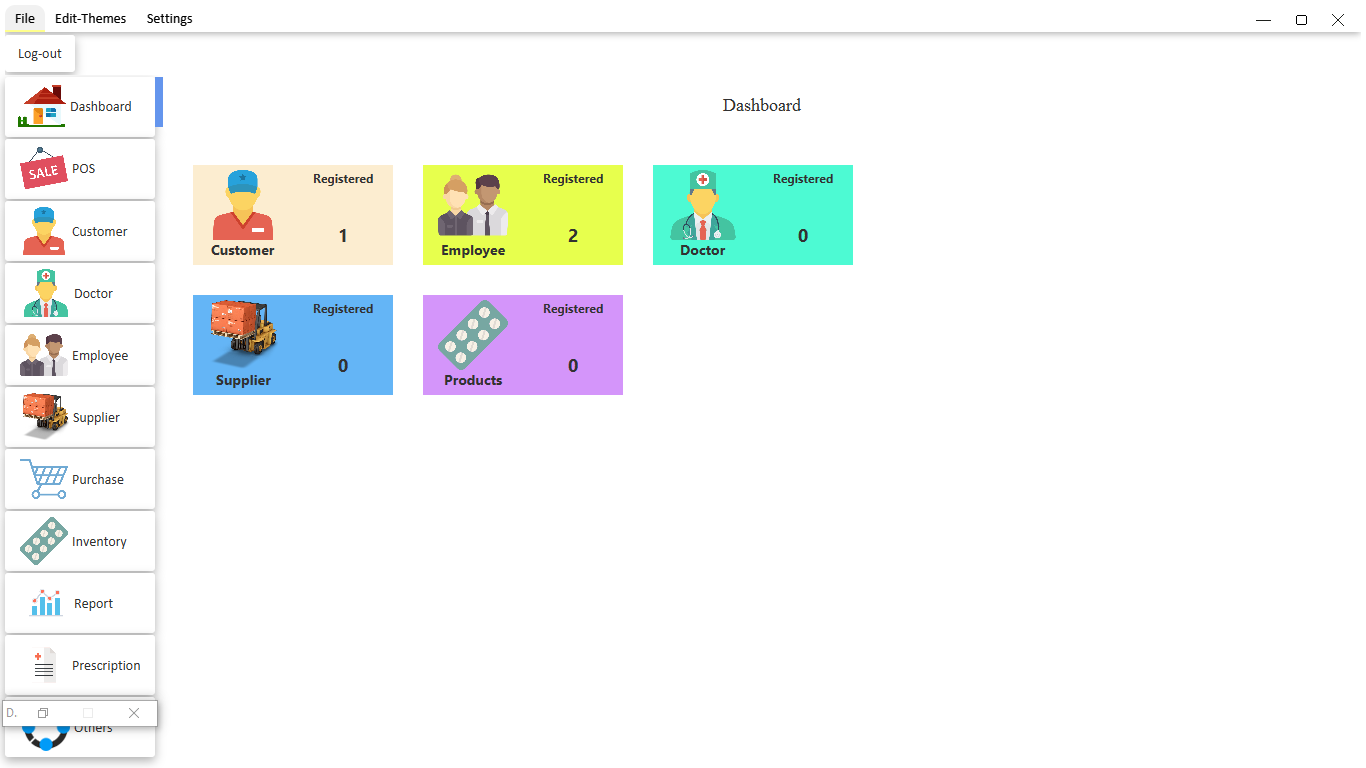 File Edit-Themes Settings
Log-out
Dashboard
Dashboard
SALE POS
Customer
Doctor
Employee
Supplier
Purchase
Inventory
Report
Prescription
D.
Others
Registered
1
Customer
Registered
2
Employee
Registered
0
Doctor
Registered
0
Supplier
Registered
0
Products